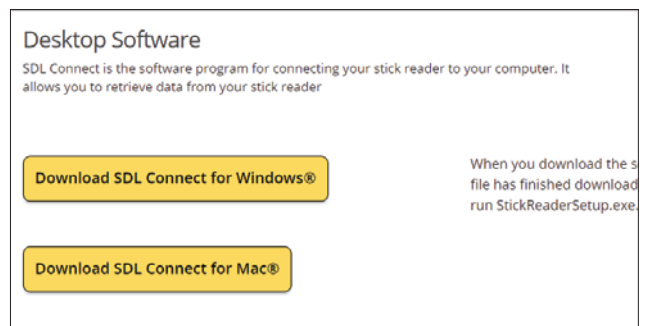 Desktop Software
SDL Connect is the software program for connecting your stick reader to your computer. It
allows you to retrieve data from your stick reader
Download SDL Connect for Windows®
When you download the s
file has finished download
run StickReaderSetup.exe.
Download SDL Connect for Mac®